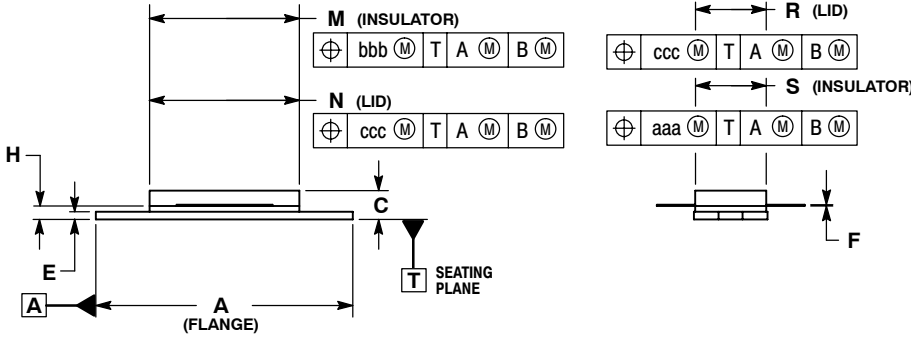 M (INSULATOR)
⌖ bbb Ⓜ T A Ⓜ B Ⓜ
N (LID)
⌖ ccc Ⓜ T A Ⓜ B Ⓜ
R (LID)
⌖ ccc Ⓜ T A Ⓜ B Ⓜ
S (INSULATOR)
⌖ aaa Ⓜ T A Ⓜ B Ⓜ
H
C
E
F
T SEATING
PLANE
A
A
(FLANGE)